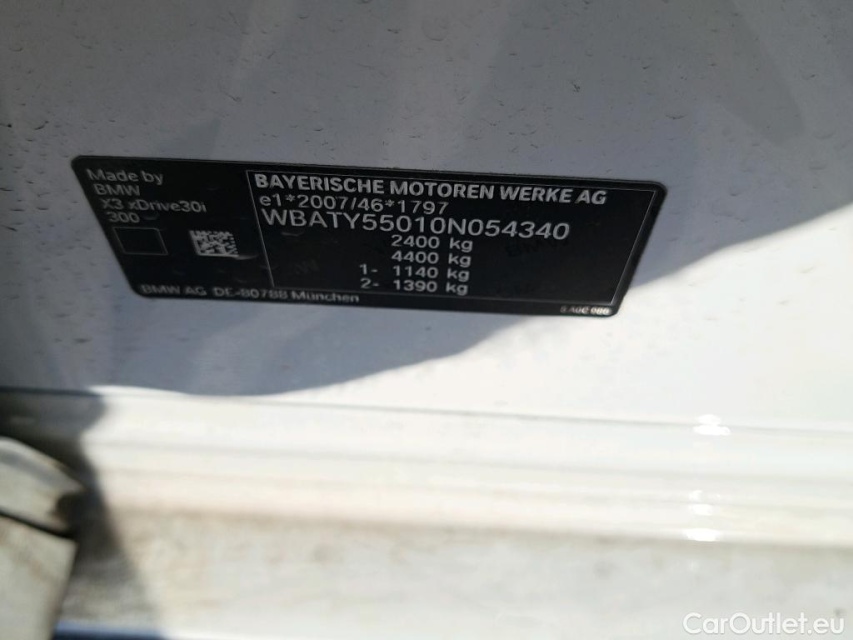 Made by
BMW
X3 xDrive30i
300
BAYERISCHE MOTOREN WERKE AG
e1*2007/46*1797
WBATY55010N054340
2400 kg
4400 kg
1- 1140 kg
2- 1390 kg
BMW AG DE-80788 München
CarOutlet.eu